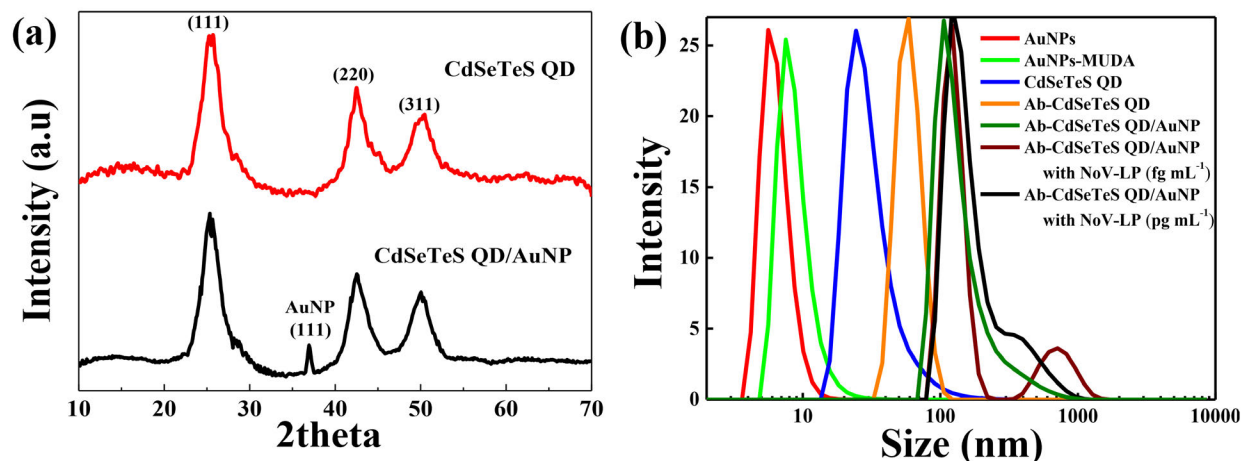 (a)
(111)
CdSeTeS QD
(220)
(311)
CdSeTeS QD/AuNP
AuNP
(111)
Intensity (a.u)
10 20 30 40 50 60 70
2theta
(b)
AuNPs
AuNPs-MUDA
CdSeTeS QD
Ab-CdSeTeS QD
Ab-CdSeTeS QD/AuNP
Ab-CdSeTeS QD/AuNP
with NoV-LP (fg mL⁻¹)
Ab-CdSeTeS QD/AuNP
with NoV-LP (pg mL⁻¹)
Intensity
25
20
15
10
5
0
10 100 1000 10000
Size (nm)